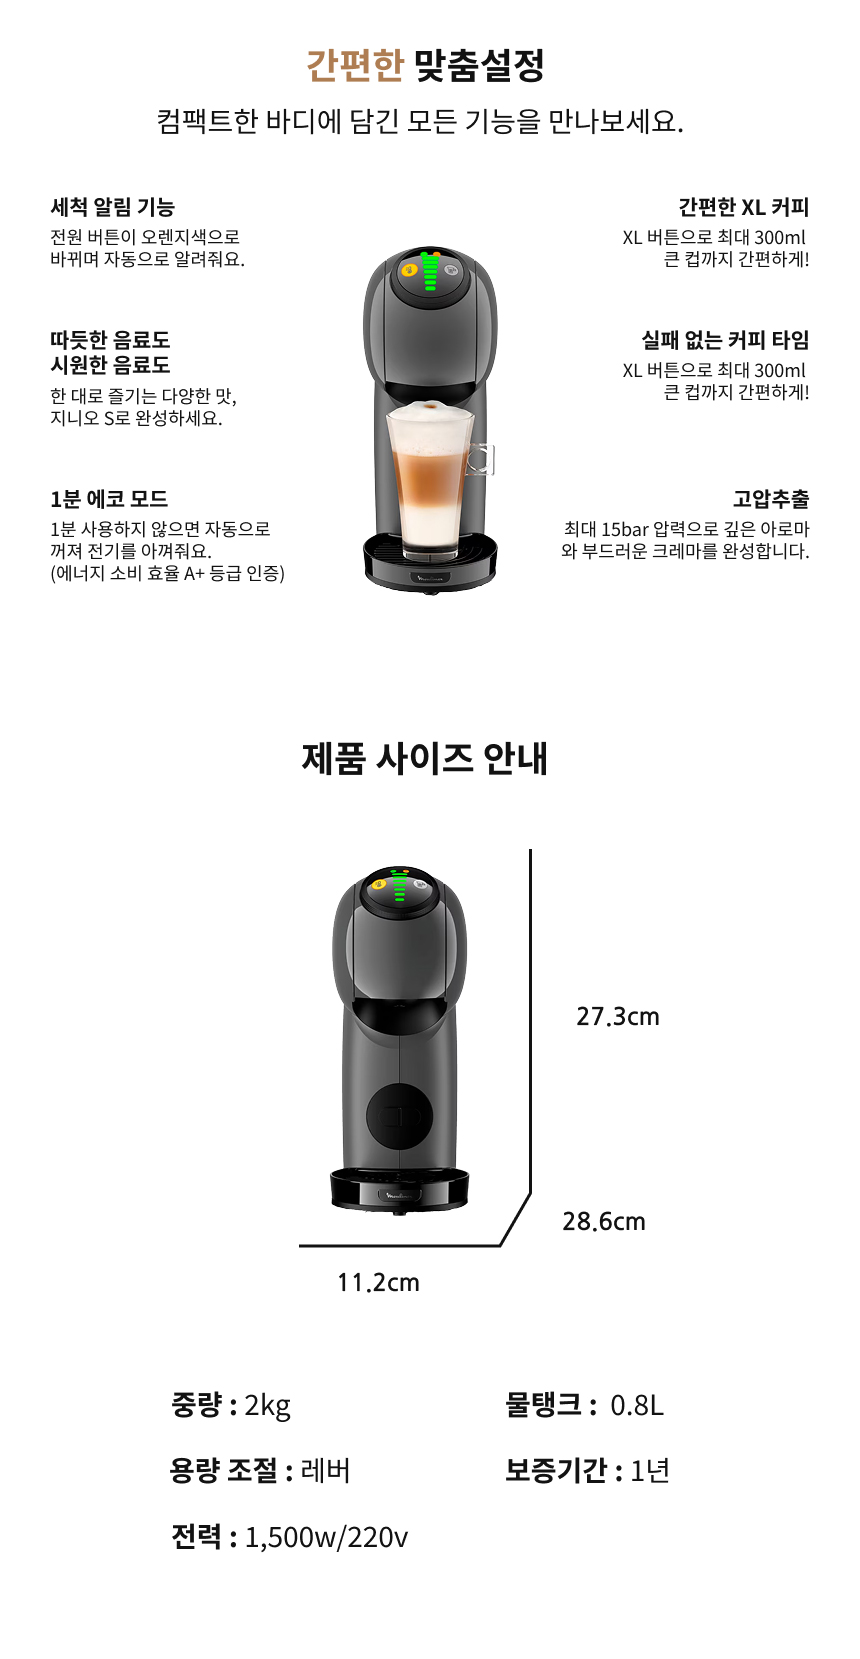 간편한 맞춤설정
컴팩트한 바디에 담긴 모든 기능을 만나보세요.
세척 알림 기능
전원 버튼이 오렌지색으로
바뀌며 자동으로 알려줘요.
따듯한 음료도
시원한 음료도
한 대로 즐기는 다양한 맛,
지니오 S로 완성하세요.
1분 에코 모드
1분 사용하지 않으면 자동으로
꺼져 전기를 아껴줘요.
(에너지 소비 효율 A+ 등급 인증)
간편한 XL 커피
XL 버튼으로 최대 300ml
큰 컵까지 간편하게!
실패 없는 커피 타임
XL 버튼으로 최대 300ml
큰 컵까지 간편하게!
고압추출
최대 15bar 압력으로 깊은 아로마
와 부드러운 크레마를 완성합니다.
제품 사이즈 안내
27.3cm
28.6cm
11.2cm
중량 : 2kg
물탱크 : 0.8L
용량 조절 : 레버
보증기간 : 1년
전력 : 1,500w/220v